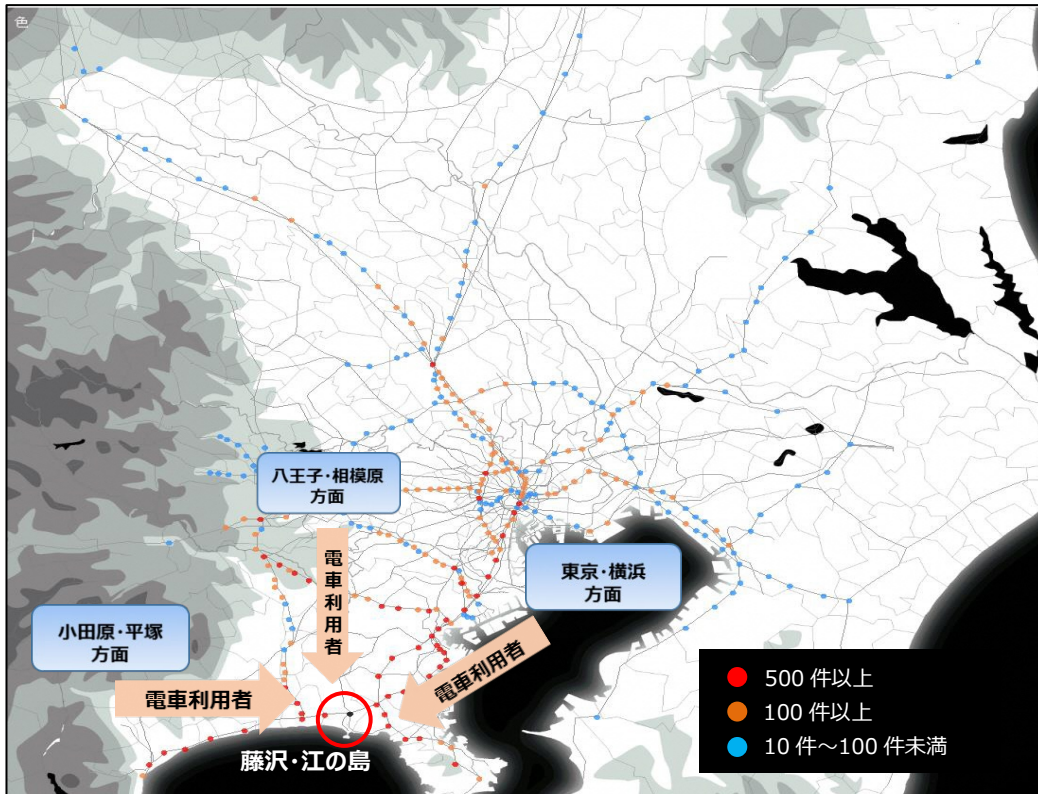 色
八王子・相模原
方面
電車利用者
東京・横浜
方面
小田原・平塚
方面
電車利用者
電車利用者
藤沢・江の島
500 件以上
100 件以上
10 件~100 件未満